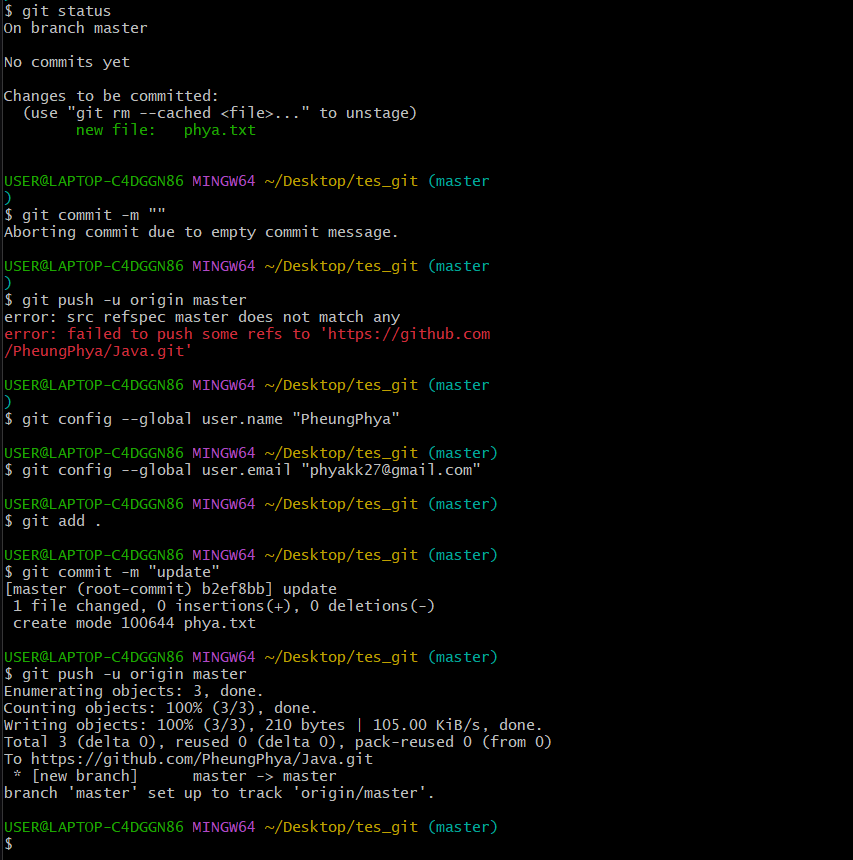 $ git status
On branch master
No commits yet
Changes to be committed:
  (use "git rm --cached <file>..." to unstage)
        new file:   phya.txt
USER@LAPTOP-C4DGGN86 MINGW64 ~/Desktop/tes_git (master
)
$ git commit -m ""
Aborting commit due to empty commit message.
USER@LAPTOP-C4DGGN86 MINGW64 ~/Desktop/tes_git (master
)
$ git push -u origin master
error: src refspec master does not match any
error: failed to push some refs to 'https://github.com
/PheungPhya/Java.git'
USER@LAPTOP-C4DGGN86 MINGW64 ~/Desktop/tes_git (master
)
$ git config --global user.name "PheungPhya"
USER@LAPTOP-C4DGGN86 MINGW64 ~/Desktop/tes_git (master)
$ git config --global user.email "phyakk27@gmail.com"
USER@LAPTOP-C4DGGN86 MINGW64 ~/Desktop/tes_git (master)
$ git add .
USER@LAPTOP-C4DGGN86 MINGW64 ~/Desktop/tes_git (master)
$ git commit -m "update"
[master (root-commit) b2ef8bb] update
 1 file changed, 0 insertions(+), 0 deletions(-)
 create mode 100644 phya.txt
USER@LAPTOP-C4DGGN86 MINGW64 ~/Desktop/tes_git (master)
$ git push -u origin master
Enumerating objects: 3, done.
Counting objects: 100% (3/3), done.
Writing objects: 100% (3/3), 210 bytes | 105.00 KiB/s, done.
Total 3 (delta 0), reused 0 (delta 0), pack-reused 0 (from 0)
To https://github.com/PheungPhya/Java.git
 * [new branch]      master -> master
branch 'master' set up to track 'origin/master'.
USER@LAPTOP-C4DGGN86 MINGW64 ~/Desktop/tes_git (master)
$